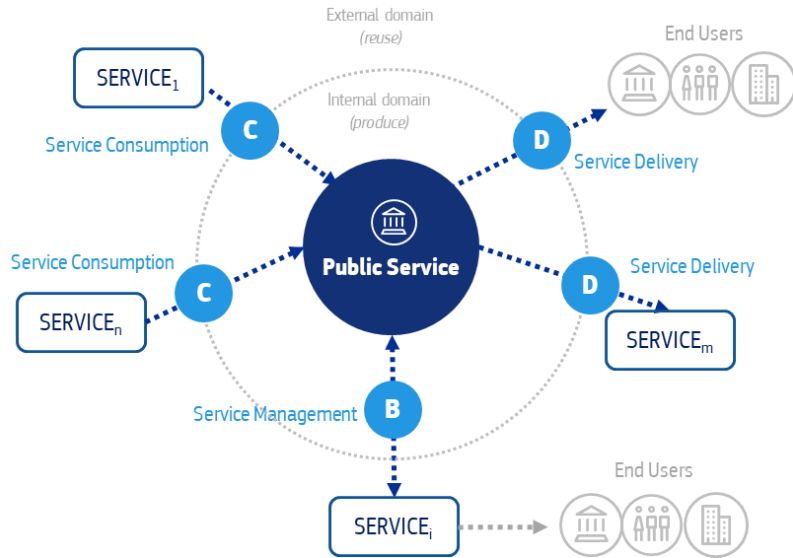 External domain
(reuse)
End Users
SERVICE1
Internal domain
(produce)
C
D
Service Consumption
Service Delivery
Public Service
Service Consumption
Service Delivery
C
D
SERVICEn
SERVICEm
B
Service Management
End Users
SERVICEi